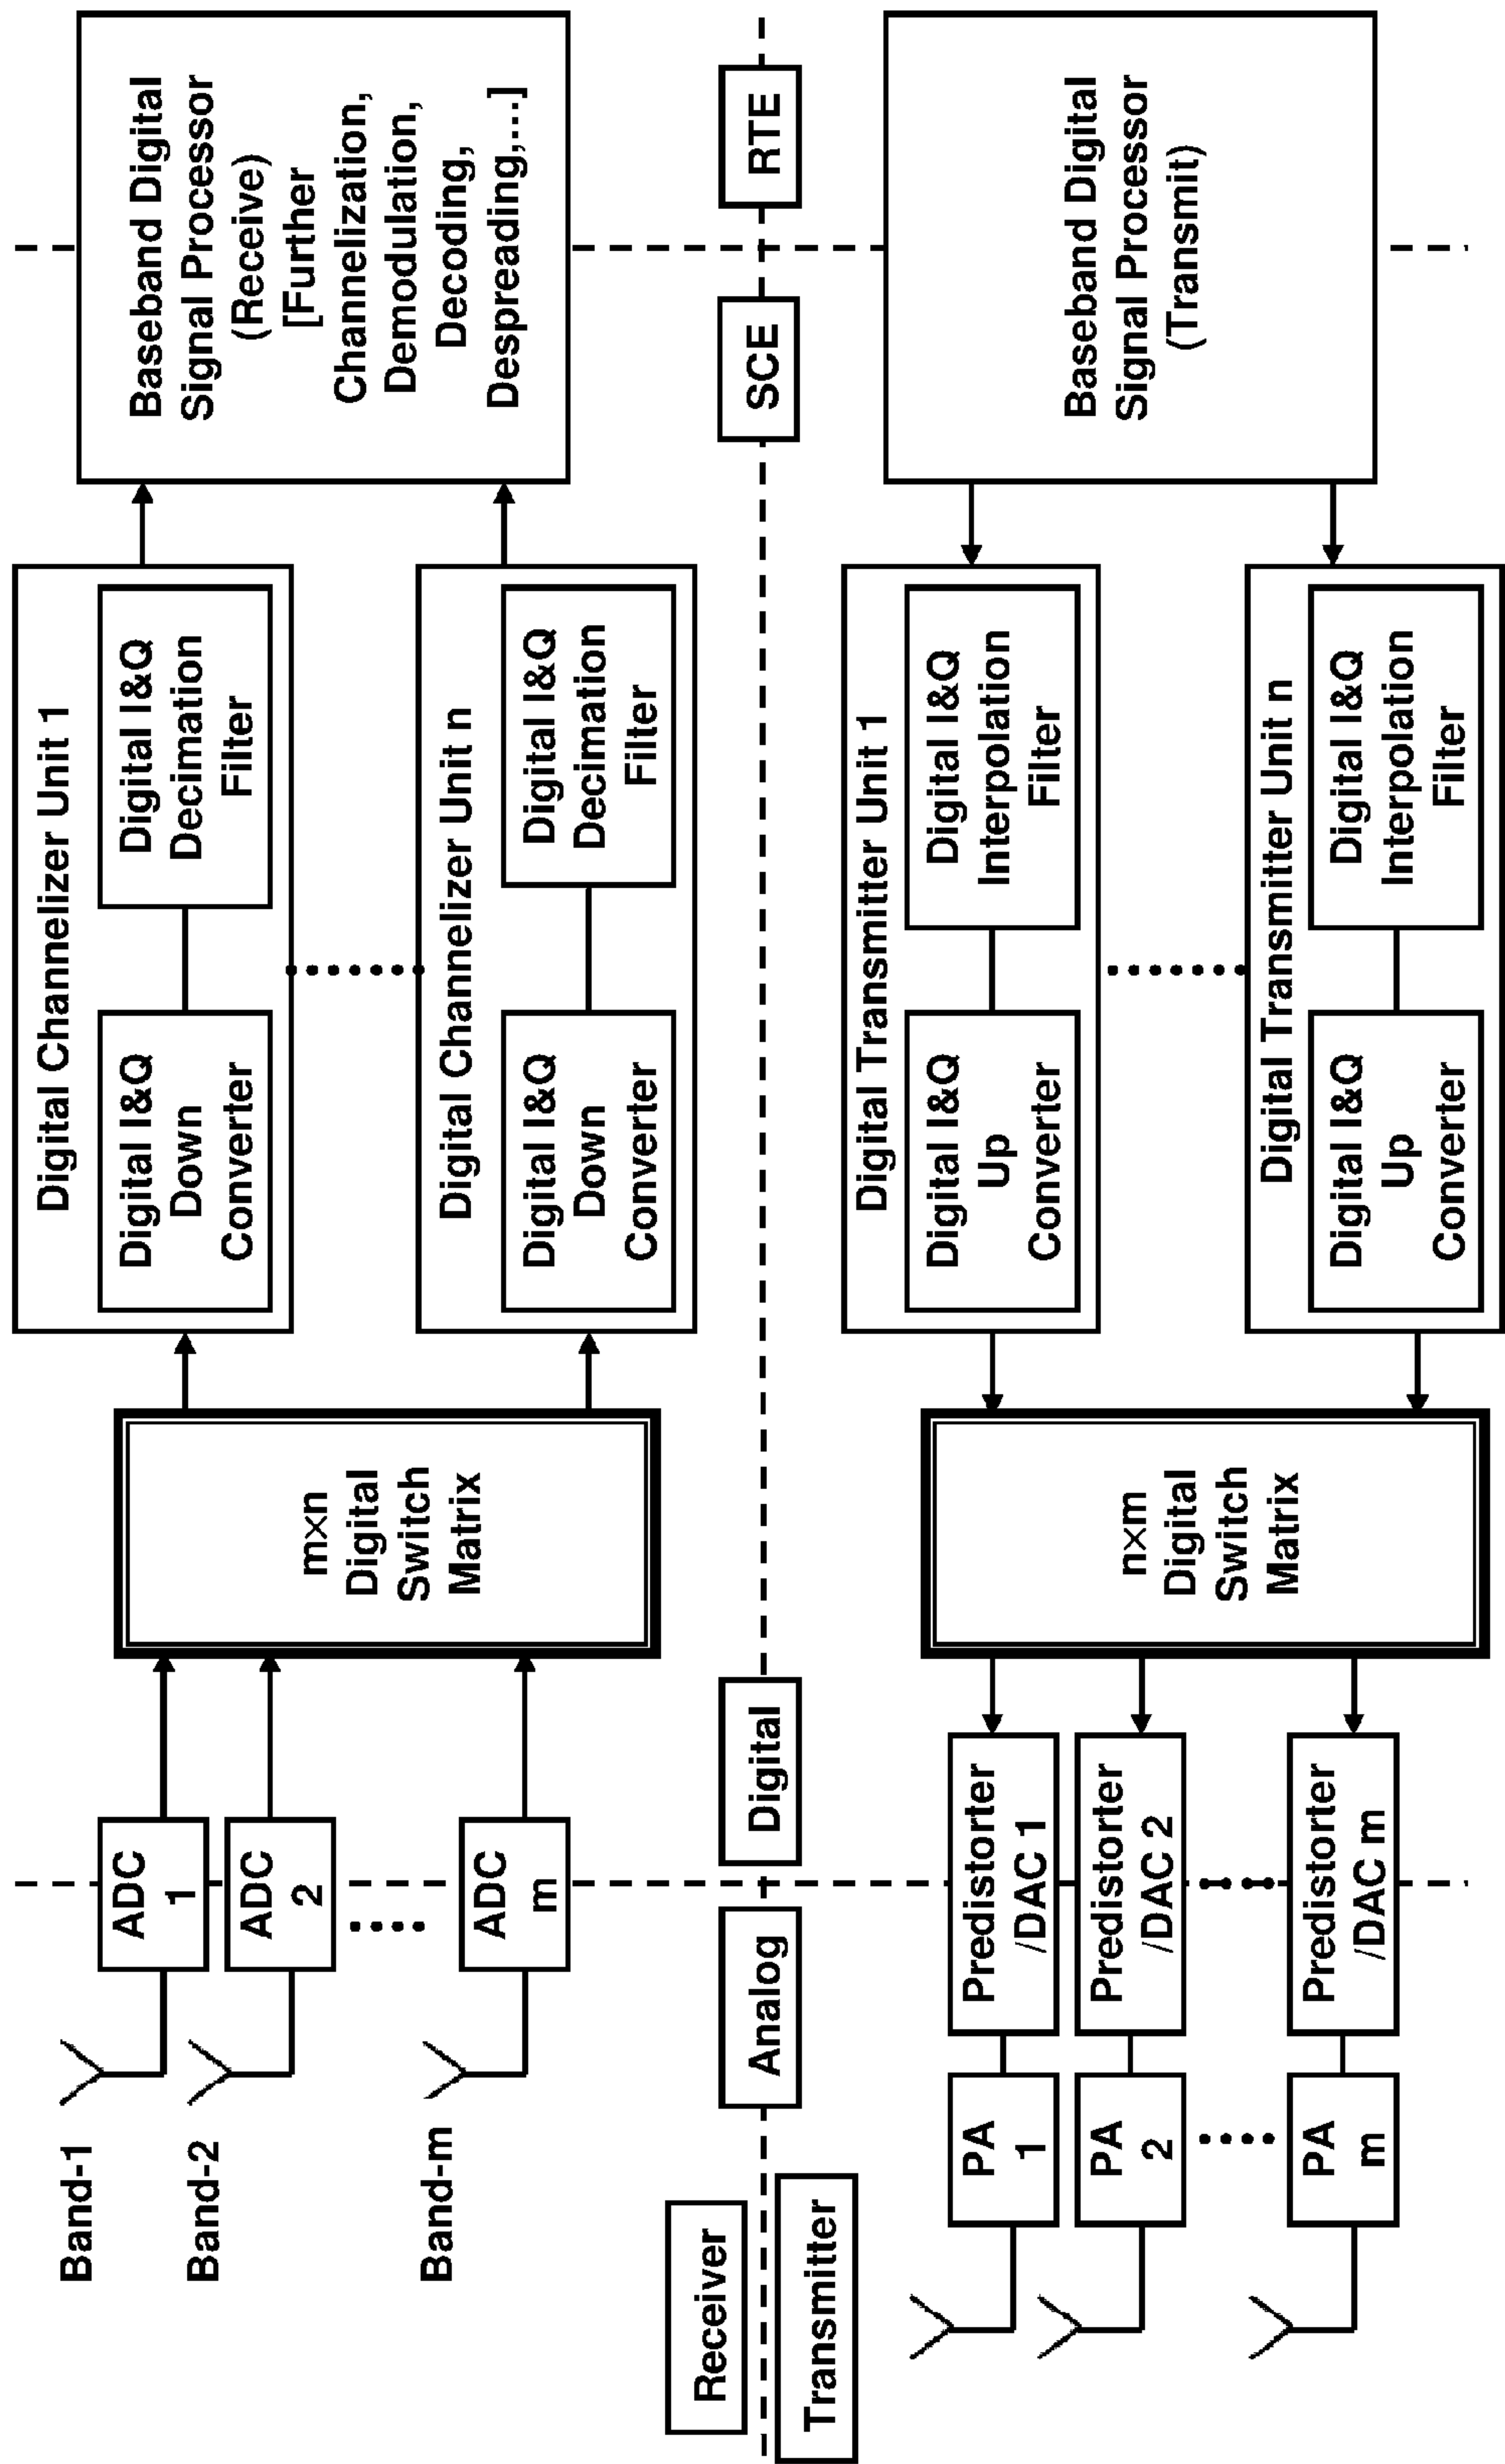 Band-1
Band-2
Band-m
ADC
1
ADC
2
ADC
m
m×n
Digital
Switch
Matrix
Digital Channelizer Unit 1
Digital I&Q
Down
Converter
Digital I&Q
Decimation
Filter
Digital Channelizer Unit n
Digital I&Q
Down
Converter
Digital I&Q
Decimation
Filter
Baseband Digital
Signal Processor
(Receive)
[Further
Channelization,
Demodulation,
Decoding,
Despreading,...]
Receiver
Transmitter
Analog
Digital
SCE
RTE
PA
1
PA
2
PA
m
Predistorter
/DAC 1
Predistorter
/DAC 2
Predistorter
/DAC m
n×m
Digital
Switch
Matrix
Digital Transmitter Unit 1
Digital I&Q
Up
Converter
Digital I&Q
Interpolation
Filter
Digital Transmitter Unit n
Digital I&Q
Up
Converter
Digital I&Q
Interpolation
Filter
Baseband Digital
Signal Processor
(Transmit)